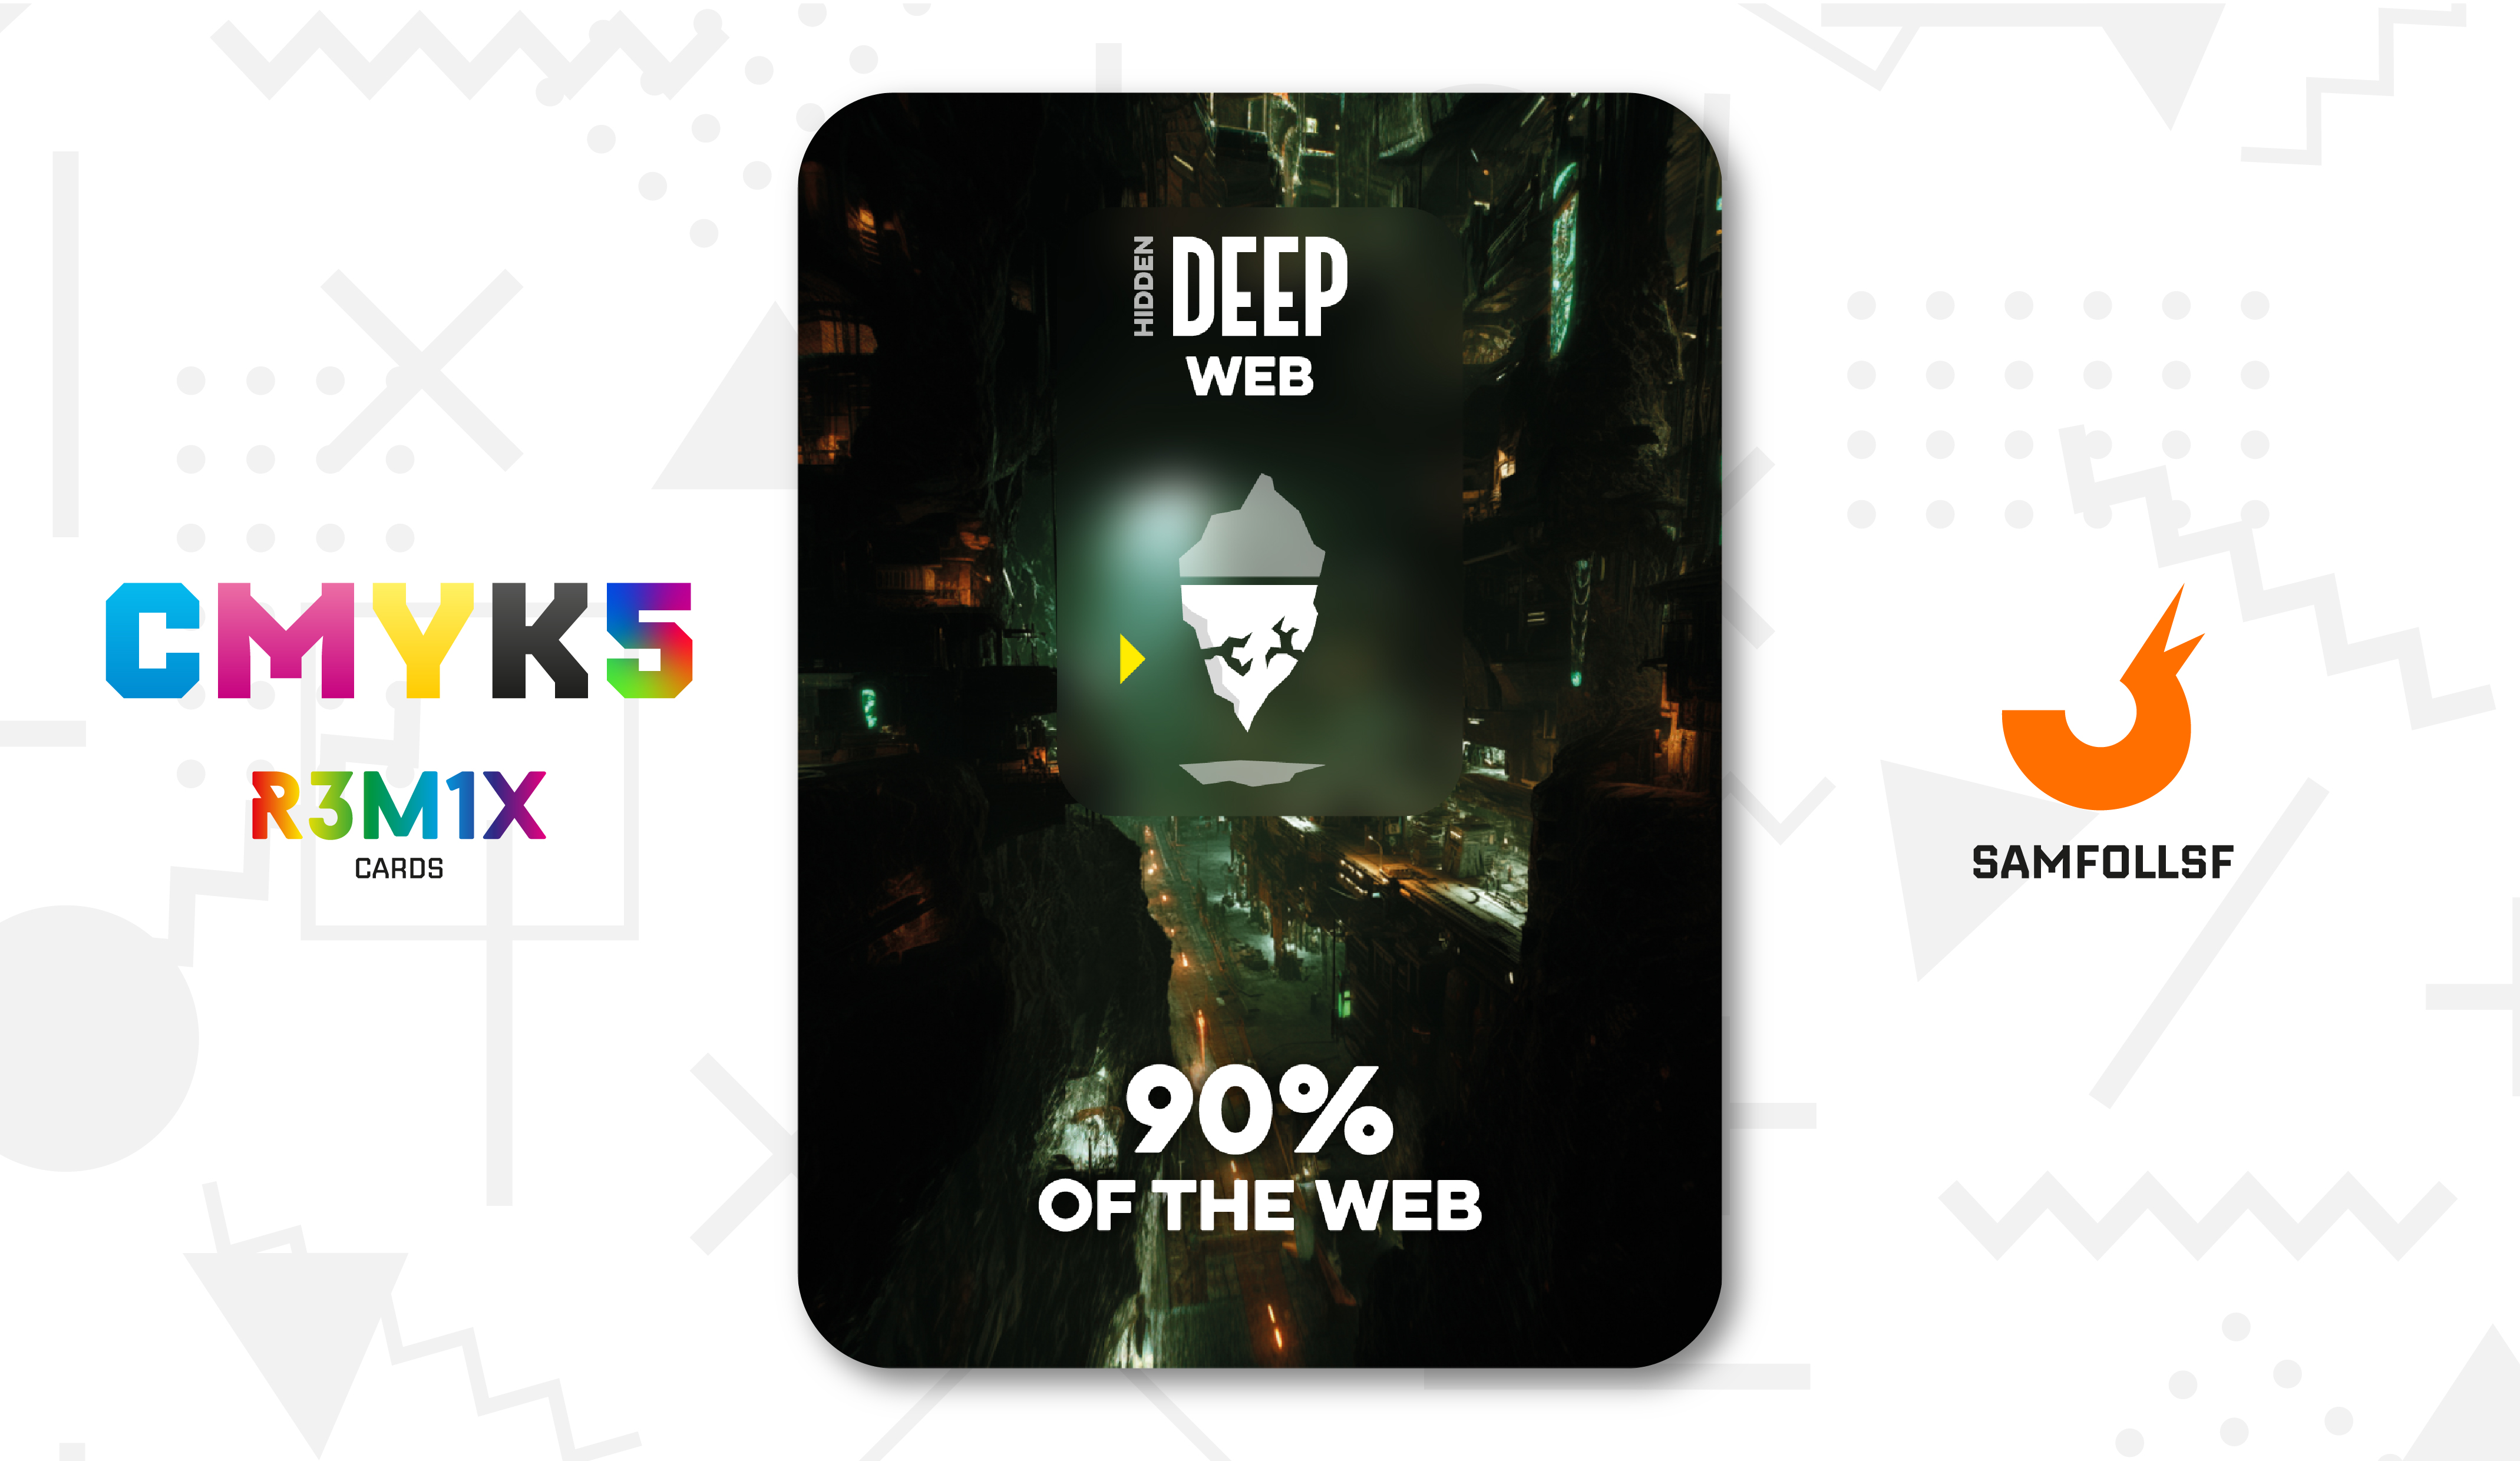 CMYK5
R3M1X
CARDS
HIDDEN
DEEP
WEB
90%
OF THE WEB
SAMFOLLSF